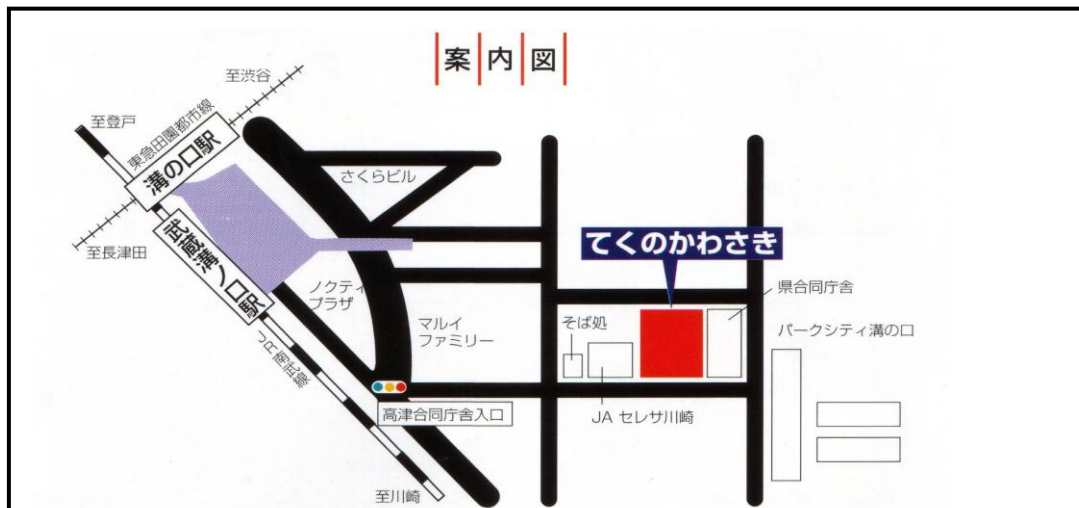 案内図
至渋谷
至登戸
東急田園都市線
溝の口駅
さくらビル
至長津田
武蔵溝ノ口駅
てくのかわさき
ノクティ
プラザ
県合同庁舎
マルイ
ファミリー
そば処
パークシティ溝の口
JR南武線
高津合同庁舎入口
JA セレサ川崎
至川崎